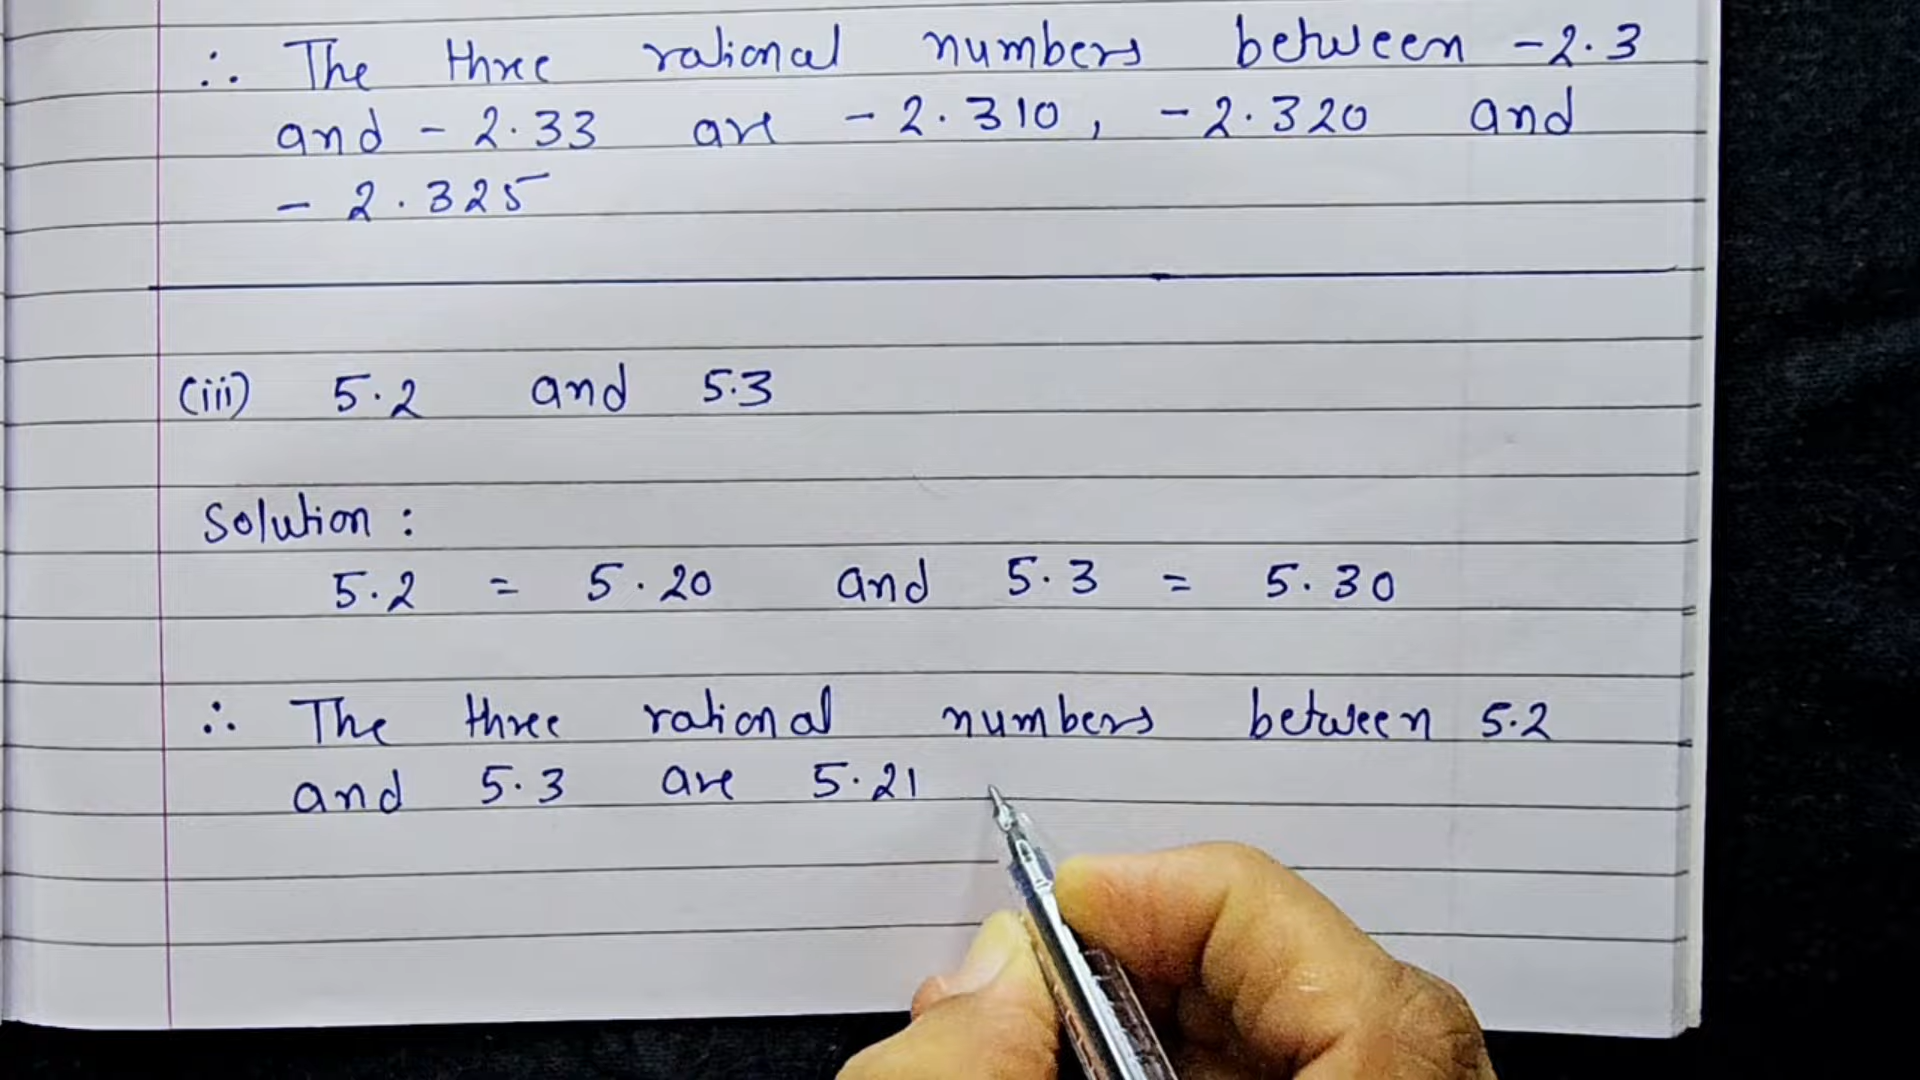 ∴ The three rational numbers between -2.3
and -2.33 are -2.310, -2.320 and
-2.325
(iii) 5.2 and 5.3
Solution :
5.2 = 5.20 and 5.3 = 5.30
∴ The three rational numbers between 5.2
and 5.3 are 5.21